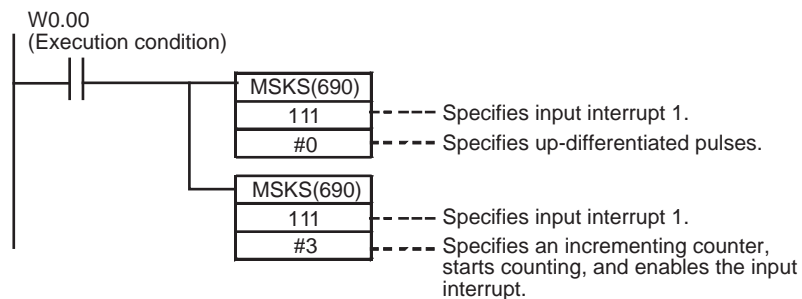 W0.00
(Execution condition)
MSKS(690)
111
Specifies input interrupt 1.
#0
Specifies up-differentiated pulses.
MSKS(690)
111
Specifies input interrupt 1.
#3
Specifies an incrementing counter,
starts counting, and enables the input
interrupt.